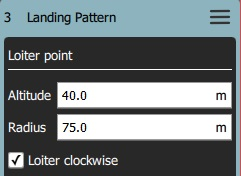 3 Landing Pattern
Loiter point
Altitude 40.0 m
Radius 75.0 m
Loiter clockwise